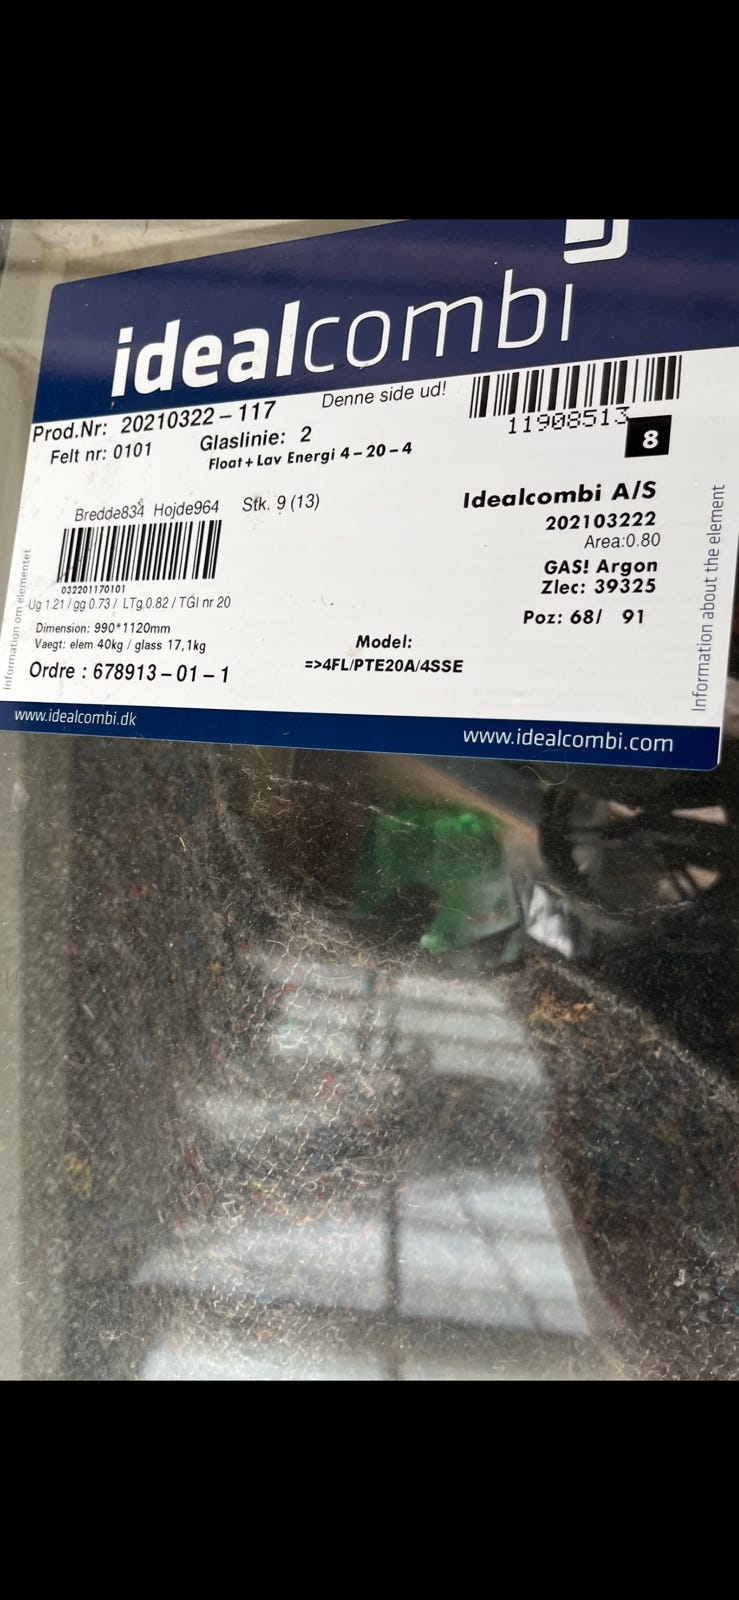 idealcombi
Denne side ud!
Prod.Nr: 20210322-117
11908513
Felt nr: 0101
Glaslinie: 2
8
Float+Lav Energi 4-20-4
Bredde834 Hojde964 Stk. 9 (13)
Idealcombi A/S
202103222
Area:0.80
032201170101
GAS! Argon
Ug 1.21/ gg 0.73 / LTg.0.82 / TGI nr 20
Zlec: 39325
Poz: 68/ 91
Dimension: 990*1120mm
Vaegt: elem 40kg / glass 17,1kg
Model:
Ordre : 678913-01-1
=>4FL/PTE20A/4SSE
Information om elementet
Information about the element
www.idealcombi.dk
www.idealcombi.com